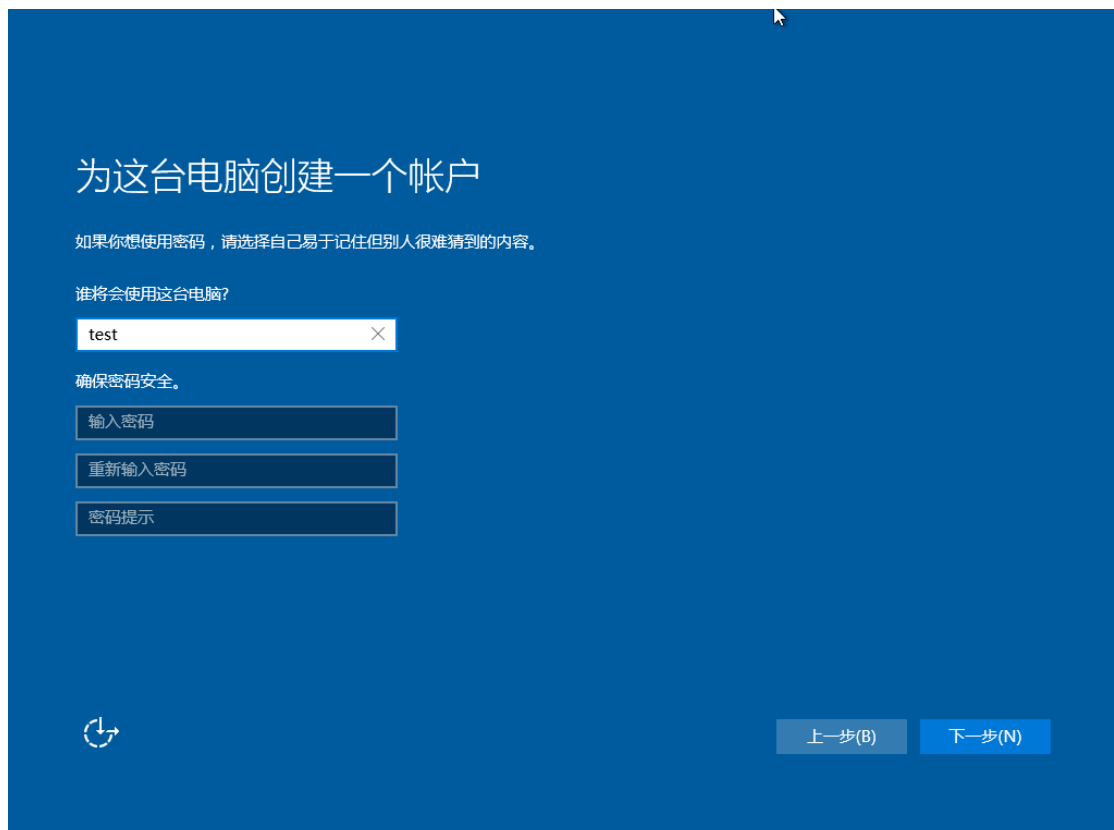 为这台电脑创建一个帐户
如果你想使用密码，请选择自己易于记住但别人很难猜到的内容。
谁将会使用这台电脑?
test
确保密码安全。
输入密码
重新输入密码
密码提示
上一步(B)
下一步(N)